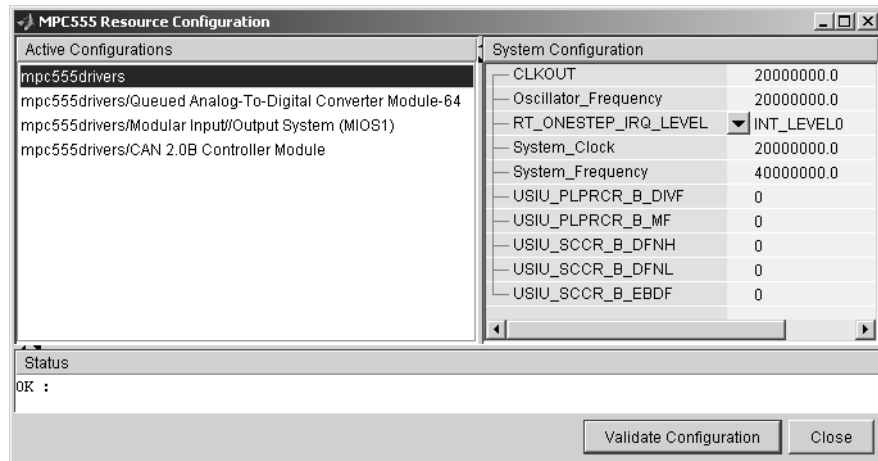 MPC555 Resource Configuration
Active Configurations
mpc555drivers
mpc555drivers/Queued Analog-To-Digital Converter Module-64
mpc555drivers/Modular Input//Output System (MIOS1)
mpc555drivers/CAN 2.0B Controller Module
System Configuration
CLKOUT 20000000.0
Oscillator_Frequency 20000000.0
RT_ONESTEP_IRQ_LEVEL INT_LEVEL0
System_Clock 20000000.0
System_Frequency 40000000.0
USIU_PLPRCR_B_DIVF 0
USIU_PLPRCR_B_MF 0
USIU_SCCR_B_DFNH 0
USIU_SCCR_B_DFNL 0
USIU_SCCR_B_EBDF 0
Status
OK :
Validate Configuration Close